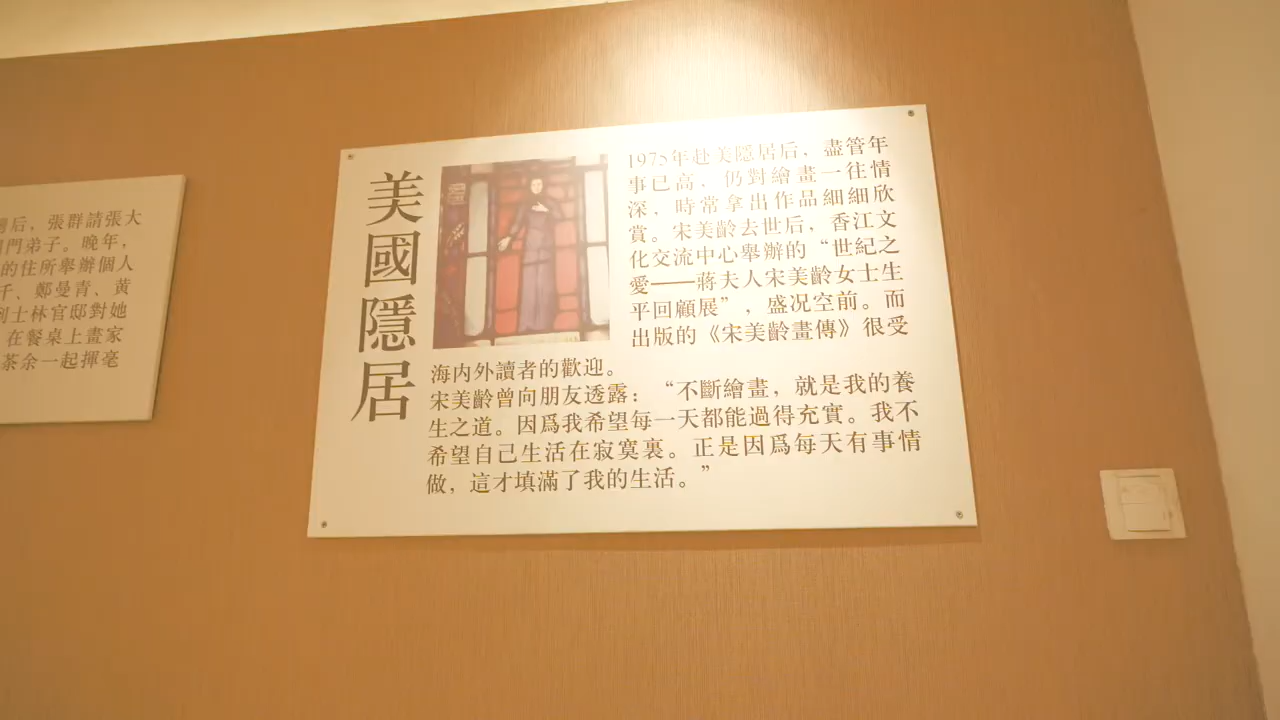 灣后，張群請張大
門弟子。晚年，
的住所舉辦個人
千、鄭曼青、黃
到士林官邸對她
在餐桌上畫家
茶余一起揮毫
美國隱居
1975年赴美隱居后，盡管年
事已高，仍對繪畫一往情
深，時常拿出作品細細欣
賞。宋美齡去世后，香江文
化交流中心舉辦的“世紀之
愛——蔣夫人宋美齡女士生
平回顧展”，盛况空前。而
出版的《宋美齡畫傳》很受
海内外讀者的歡迎。
宋美齡曾向朋友透露：“不斷繪畫，就是我的養
生之道。因爲我希望每一天都能過得充實。我不
希望自己生活在寂寞裏。正是因爲每天有事情
做，這才填滿了我的生活。”